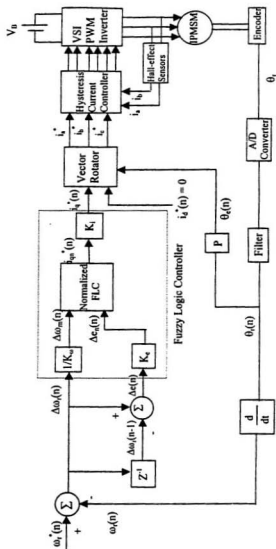 V_B
VSI
PWM
Inverter
IPMSM
Encoder
Hall-effect
Sensors
Hysteresis
Current
Controller
i_b
i_a
i_a^*
i_b^*
i_c^*
θ_r
A/D
Converter
Vector
Rotator
i_q^*(n)
i_d^*(n) = 0
θ_e(n)
P
Filter
K_i
i_qn^*(n)
Normalized
FLC
Fuzzy Logic Controller
θ_r(n)
Δω_rn(n)
Δe_n(n)
1/K_ω
K_e
Δω_r(n)
Δe(n)
Σ
+
-
Δω_r(n-1)
Z^-1
d
dt
ω_r^*(n)
+
Σ
-
ω_r(n)